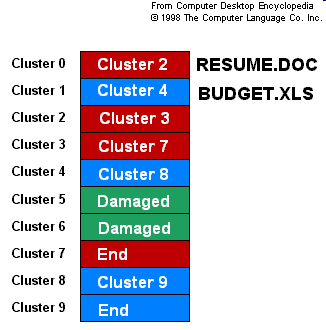 From Computer Desktop Encyclopedia
© 1998 The Computer Language Co. Inc.
Cluster 0 Cluster 2 RESUME.DOC
Cluster 1 Cluster 4 BUDGET.XLS
Cluster 2 Cluster 3
Cluster 3 Cluster 7
Cluster 4 Cluster 8
Cluster 5 Damaged
Cluster 6 Damaged
Cluster 7 End
Cluster 8 Cluster 9
Cluster 9 End